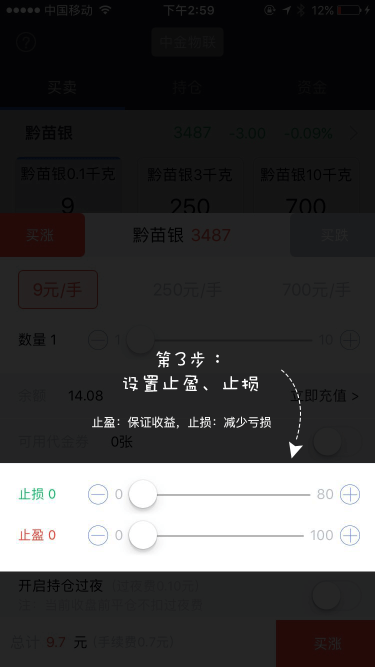 中国移动 下午2:59 12%
?
中金物联
买卖 持仓 资金
黔苗银 3487 -3.00 -0.09% >
黔苗银0.1千克 黔苗银3千克 黔苗银10千克
9 250 700
买涨 黔苗银 3487 买跌
9元/手 250元/手 700元/手
数量 1 1 10
第3步：
设置止盈、止损
余额 14.08 立即充值 >
止盈：保证收益，止损：减少亏损
可用代金券 0张
止损 0 0 80
止盈 0 0 100
开启持仓过夜
总计 9.7 元 (手续费0.7元) 买涨